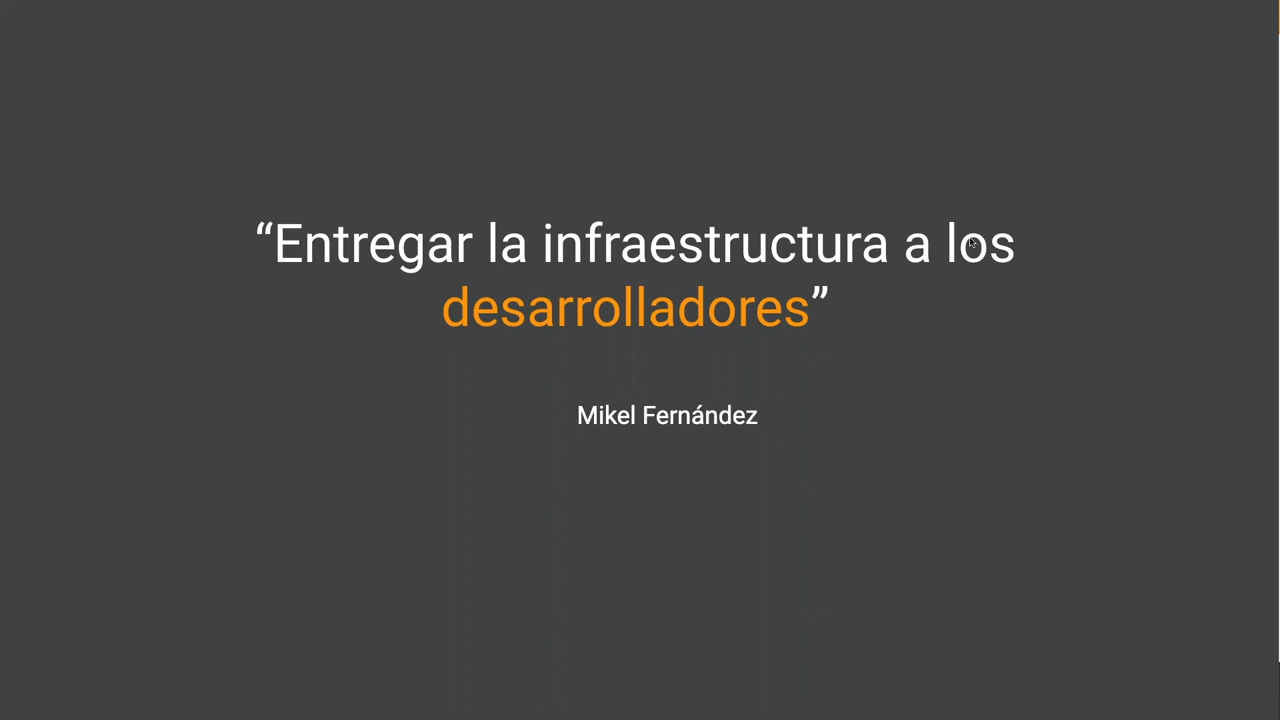 “Entregar la infraestructura a los
desarrolladores”
Mikel Fernández